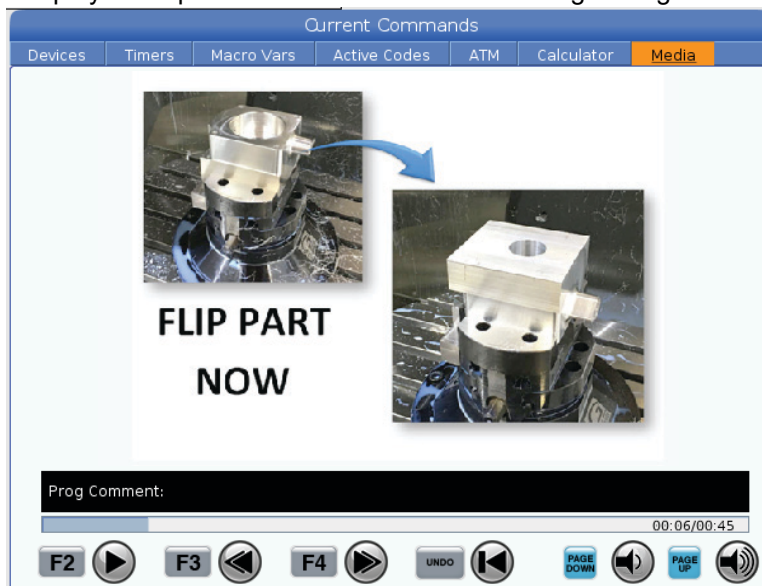 Current Commands
Devices Timers Macro Vars Active Codes ATM Calculator Media
FLIP PART
NOW
Prog Comment:
00:06/00:45
F2 F3 F4 UNDO PAGE DOWN PAGE UP